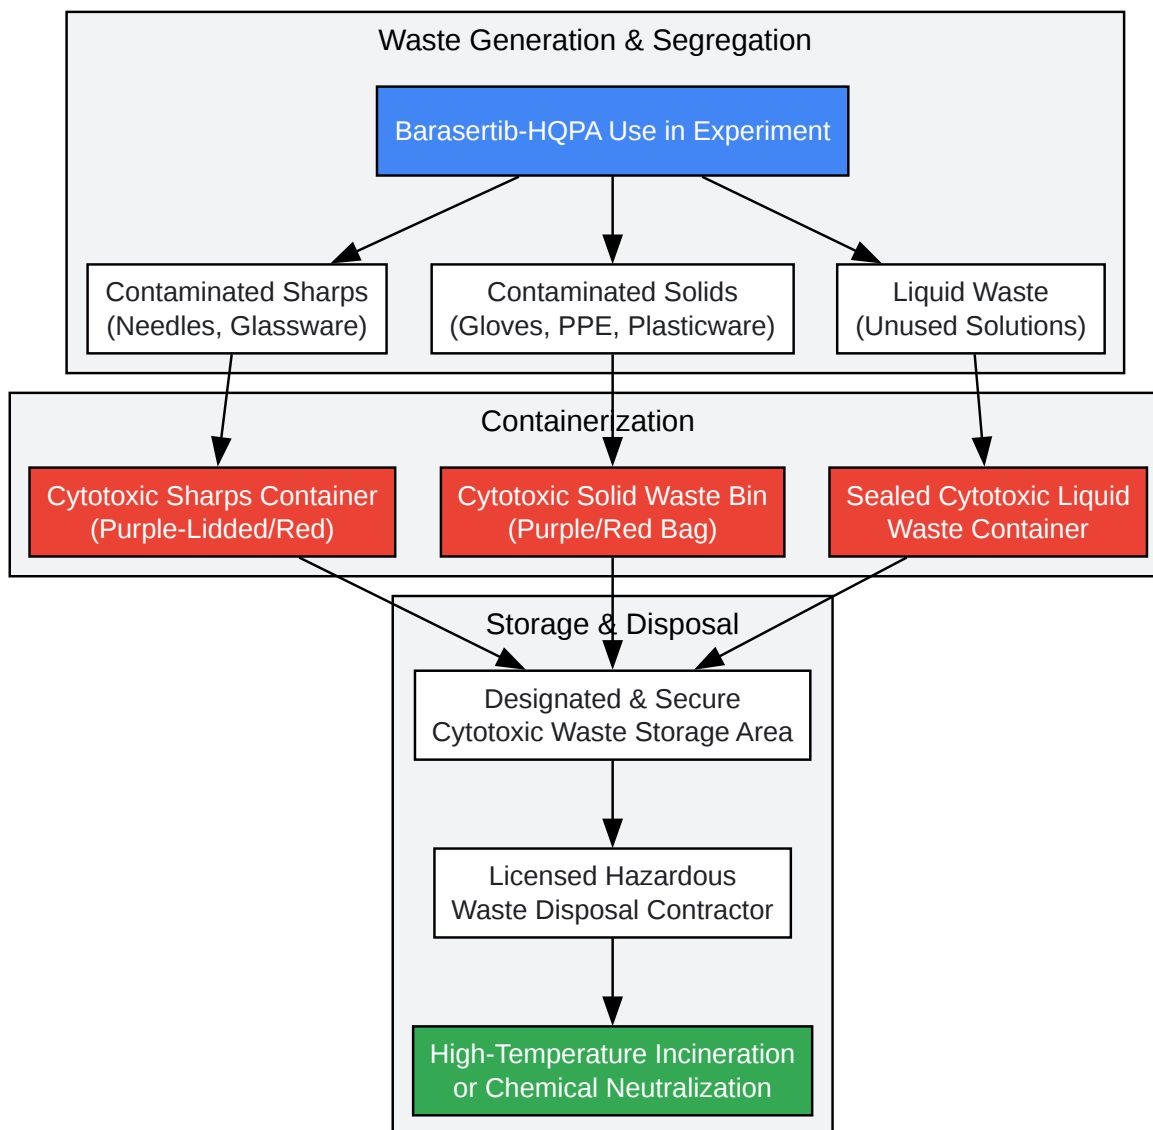 Waste Generation & Segregation
Barasertib-HQPA Use in Experiment
Contaminated Sharps
(Needles, Glassware)
Contaminated Solids
(Gloves, PPE, Plasticware)
Liquid Waste
(Unused Solutions)
Containerization
Cytotoxic Sharps Container
(Purple-Lidded/Red)
Cytotoxic Solid Waste Bin
(Purple/Red Bag)
Sealed Cytotoxic Liquid
Waste Container
Storage & Disposal
Designated & Secure
Cytotoxic Waste Storage Area
Licensed Hazardous
Waste Disposal Contractor
High-Temperature Incineration
or Chemical Neutralization